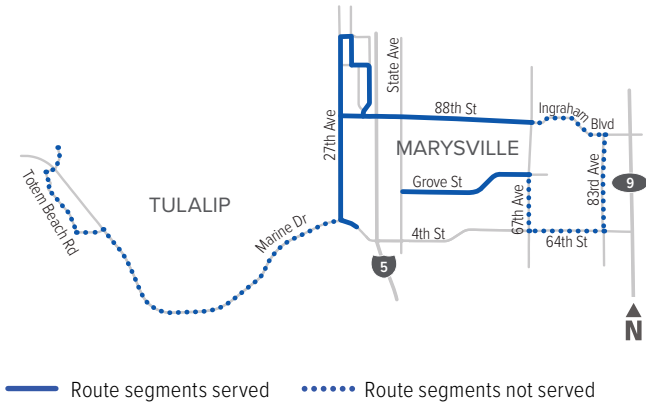 State Ave
88th St
Ingraham
Blvd
27th Ave
MARYSVILLE
83rd Ave
9
Grove St
67th Ave
TULALIP
Totem Beach Rd
Marine Dr
4th St
64th St
5
N
Route segments served
Route segments not served